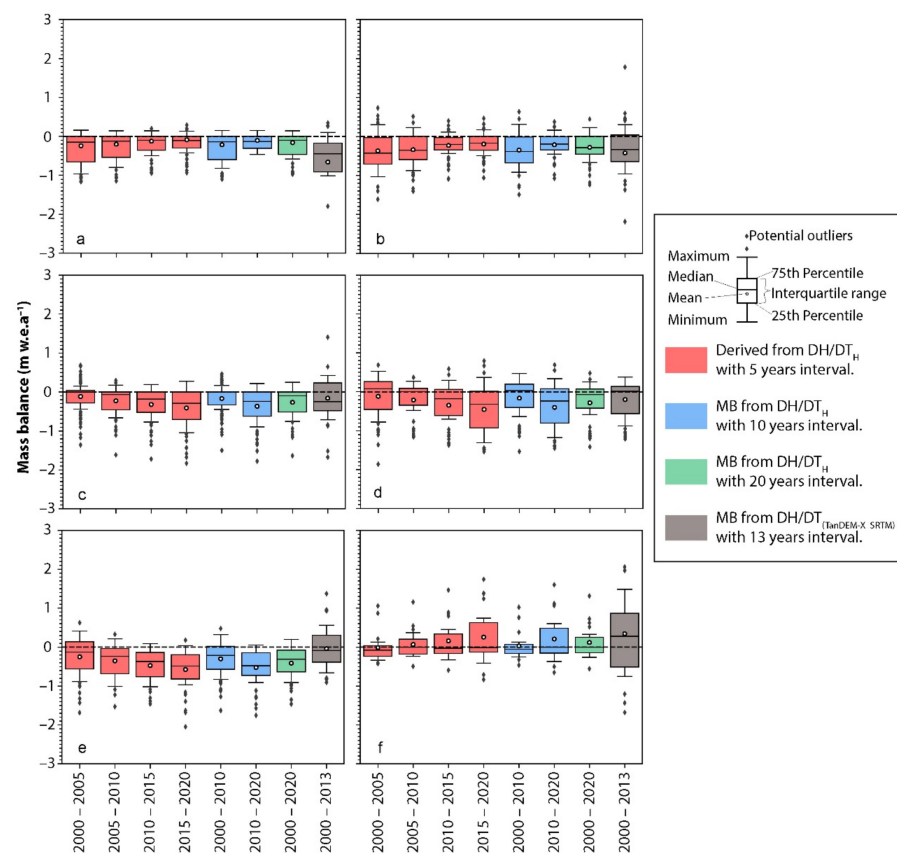 3
2
1
0
−1
−2
−3
a
b
3
2
1
0
−1
−2
−3
c
d
3
2
1
0
−1
−2
−3
e
f
Mass balance (m w.e.a⁻¹)
2000 – 2005
2005 – 2010
2010 – 2015
2015 – 2020
2000 – 2010
2010 – 2020
2000 – 2020
2000 – 2013
2000 – 2005
2005 – 2010
2010 – 2015
2015 – 2020
2000 – 2010
2010 – 2020
2000 – 2020
2000 – 2013
Potential outliers
Maximum
Median
Mean
Minimum
75th Percentile
Interquartile range
25th Percentile
Derived from DH/DT_H
with 5 years interval.
MB from DH/DT_H
with 10 years interval.
MB from DH/DT_H
with 20 years interval.
MB from DH/DT_(TanDEM-X SRTM)
with 13 years interval.